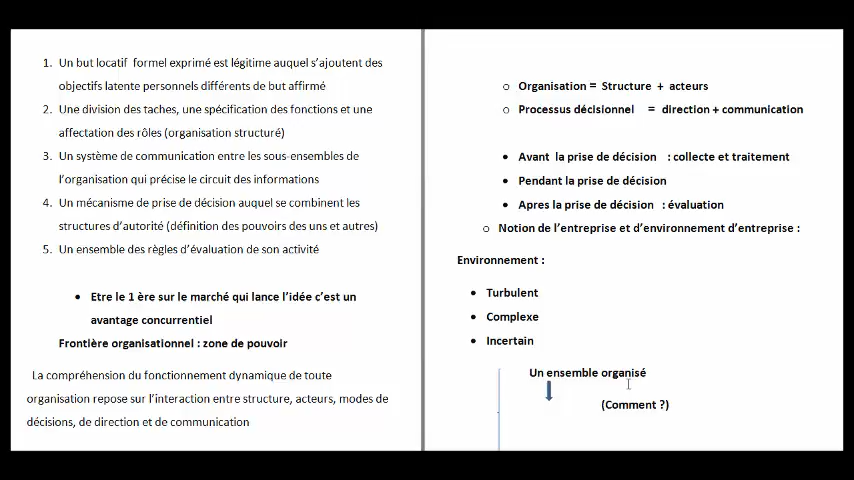 1. Un but locatif formel exprimé est légitime auquel s’ajoutent des
objectifs latente personnels différents de but affirmé
2. Une division des taches, une spécification des fonctions et une
affectation des rôles (organisation structuré)
3. Un système de communication entre les sous-ensembles de
l’organisation qui précise le circuit des informations
4. Un mécanisme de prise de décision auquel se combinent les
structures d’autorité (définition des pouvoirs des uns et autres)
5. Un ensemble des règles d’évaluation de son activité
• Etre le 1 ère sur le marché qui lance l’idée c’est un
avantage concurrentiel
Frontière organisationnel : zone de pouvoir
La compréhension du fonctionnement dynamique de toute
organisation repose sur l’interaction entre structure, acteurs, modes de
décisions, de direction et de communication
o Organisation = Structure + acteurs
o Processus décisionnel = direction + communication
• Avant la prise de décision : collecte et traitement
• Pendant la prise de décision
• Apres la prise de décision : évaluation
o Notion de l’entreprise et d’environnement d’entreprise :
Environnement :
• Turbulent
• Complexe
• Incertain
Un ensemble organisé
(Comment ?)